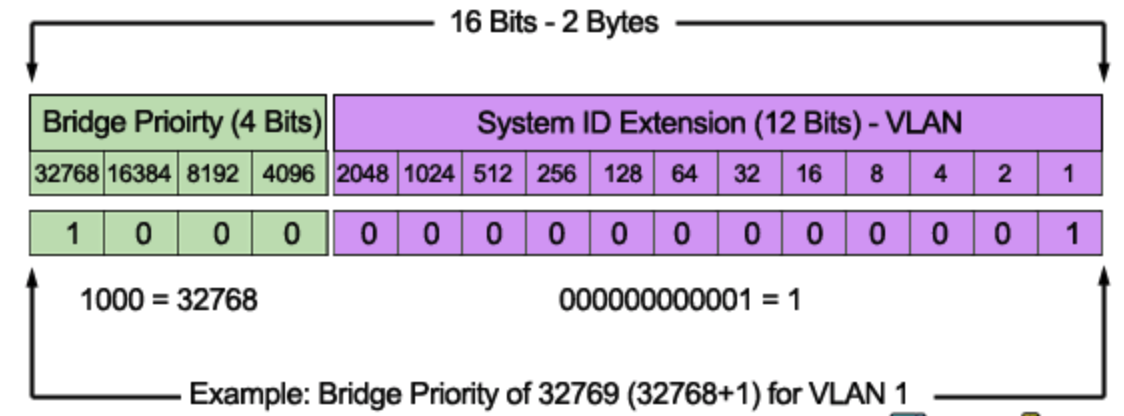 16 Bits - 2 Bytes
Bridge Prioirty (4 Bits) System ID Extension (12 Bits) - VLAN
32768 16384 8192 4096 2048 1024 512 256 128 64 32 16 8 4 2 1
1 0 0 0 0 0 0 0 0 0 0 0 0 0 0 1
1000 = 32768 000000000001 = 1
Example: Bridge Priority of 32769 (32768+1) for VLAN 1